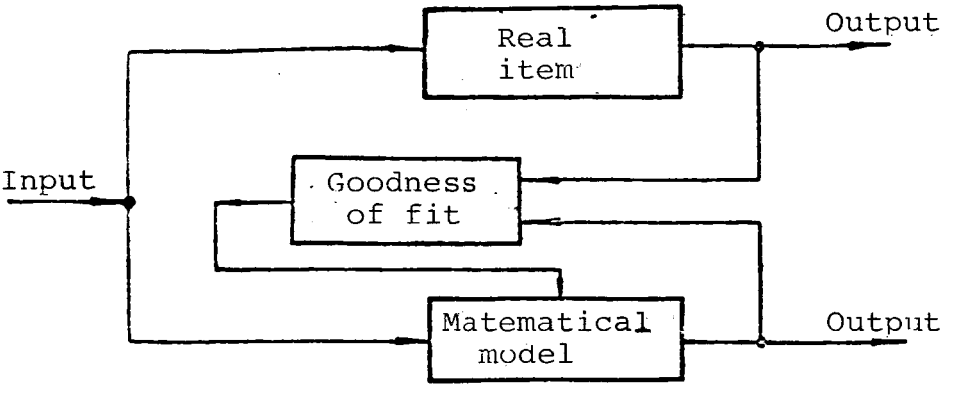 Output
Real
item
Input
Goodness
of fit
Matematical
model
Output